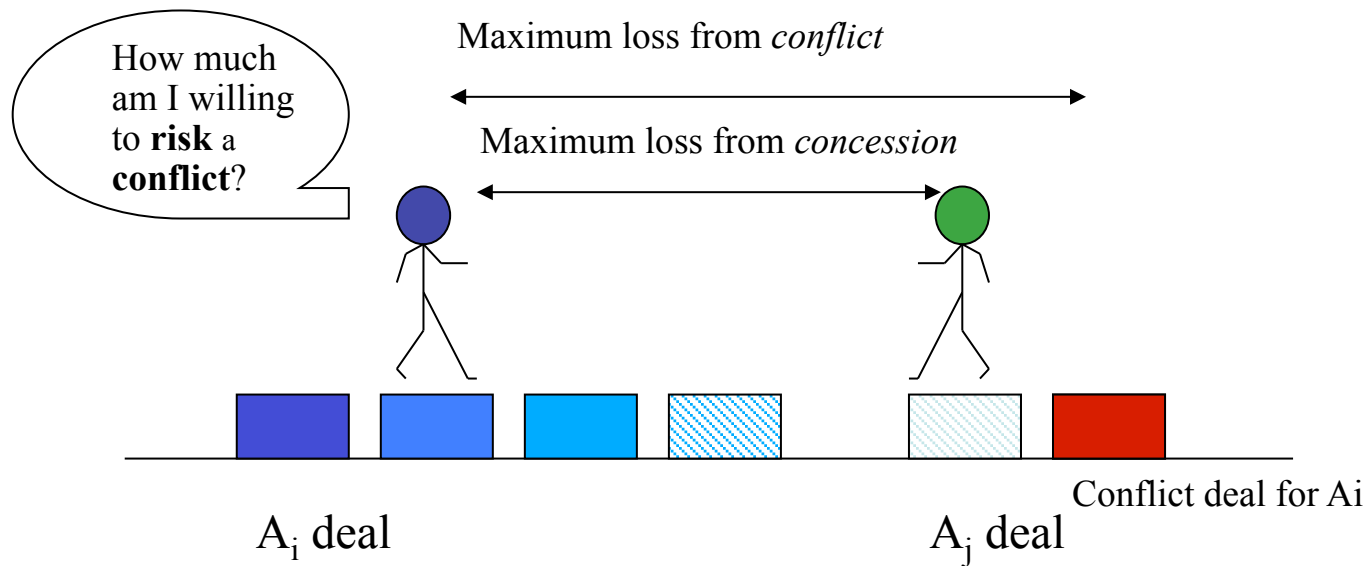 How much
am I willing
to risk a
conflict?
Maximum loss from conflict
Maximum loss from concession
Conflict deal for Ai
Ai deal
Aj deal